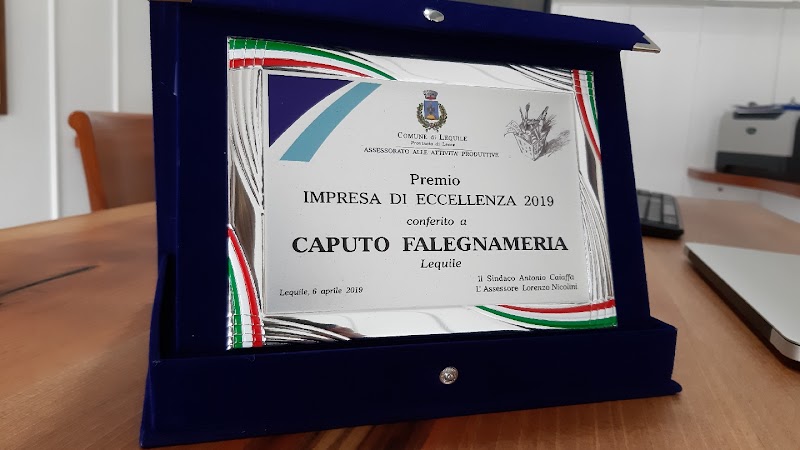 Comune di Lequile
Provincia di Lecce
ASSESSORATO ALLE ATTIVITA' PRODUTTIVE
Premio
IMPRESA DI ECCELLENZA 2019
conferito a
CAPUTO FALEGNAMERIA
Lequile
Lequile, 6 aprile 2019
Il Sindaco Antonio Caiaffa
L'Assessore Lorenzo Nicolini